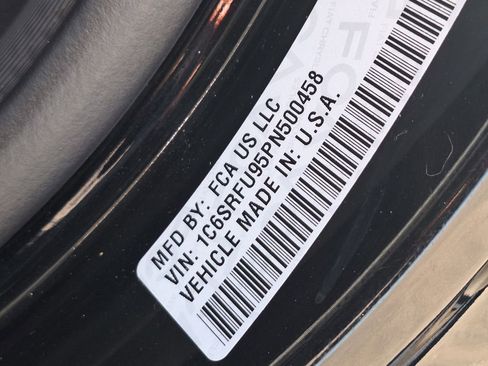 MFD BY: FCA US LLC
VIN: 1C6SRFU95PN500458
VEHICLE MADE IN: U.S.A.